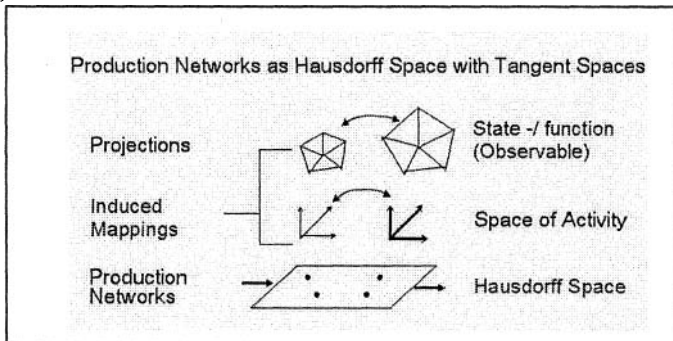 Production Networks as Hausdorff Space with Tangent Spaces
Projections
State -/ function
(Observable)
Induced
Mappings
Space of Activity
Production
Networks
Hausdorff Space